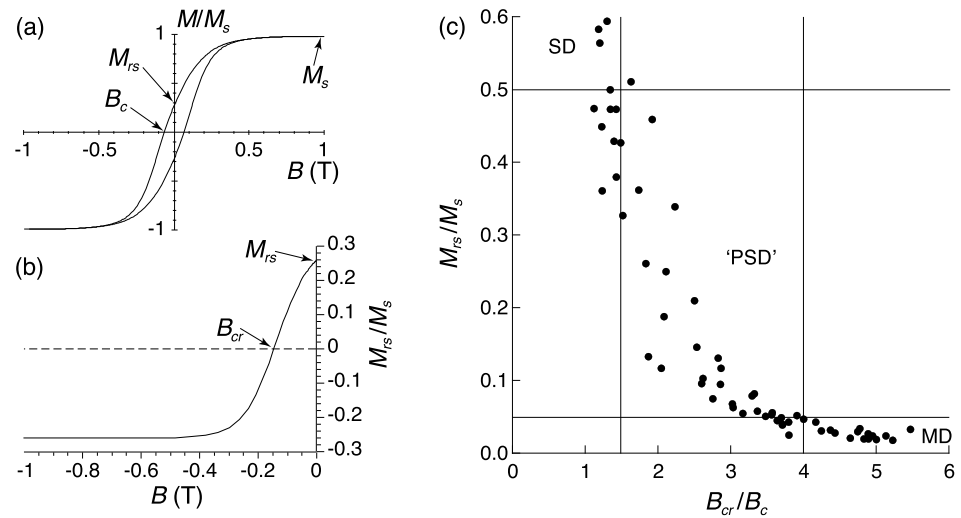 (a)
M/Ms
1
Mrs
Ms
Bc
-1
-0.5
0.5
1
B (T)
-1
(b)
0.3
Mrs
0.2
0.1
Bcr
0
-0.1
-0.2
-0.3
Mrs/Ms
-1
-0.8
-0.6
-0.4
-0.2
0
B (T)
(c)
0.6
SD
0.5
0.4
0.3
'PSD'
0.2
0.1
MD
0.0
Mrs/Ms
0
1
2
3
4
5
6
Bcr/Bc